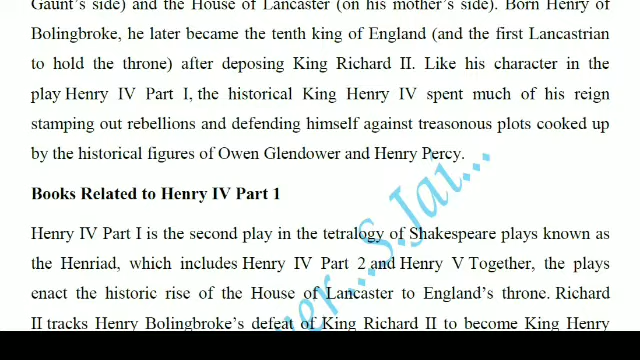 Gaunt's side) and the House of Lancaster (on his mother's side). Born Henry of
Bolingbroke, he later became the tenth king of England (and the first Lancastrian
to hold the throne) after deposing King Richard II. Like his character in the
play Henry IV Part I, the historical King Henry IV spent much of his reign
stamping out rebellions and defending himself against treasonous plots cooked up
by the historical figures of Owen Glendower and Henry Percy.
Books Related to Henry IV Part 1
Henry IV Part I is the second play in the tetralogy of Shakespeare plays known as
the Henriad, which includes Henry IV Part 2 and Henry V Together, the plays
enact the historic rise of the House of Lancaster to England's throne. Richard
II tracks Henry Bolingbroke's defeat of King Richard II to become King Henry
er...S.Jai...